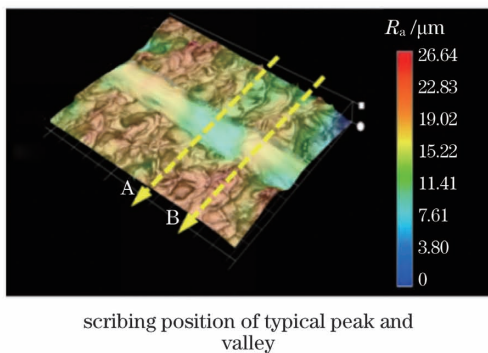 Ra /μm
26.64
22.83
19.02
15.22
11.41
7.61
3.80
0
A
B
scribing position of typical peak and
valley